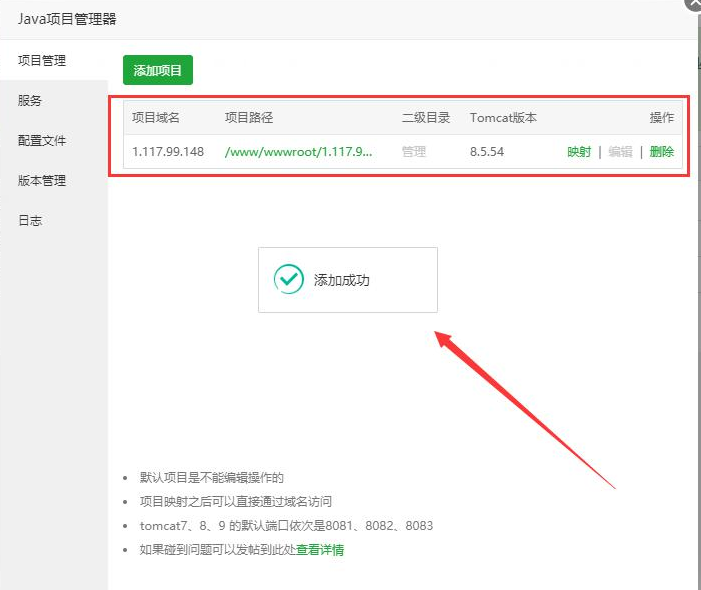 Java项目管理器
项目管理
服务
配置文件
版本管理
日志
添加项目
项目域名 项目路径 二级目录 Tomcat版本 操作
1.117.99.148 /www/wwwroot/1.117.9... 管理 8.5.54 映射 | 编辑 | 删除
添加成功
默认项目是不能编辑操作的
项目映射之后可以直接通过域名访问
tomcat7、8、9 的默认端口依次是8081、8082、8083
如果碰到问题可以发帖到此处查看详情